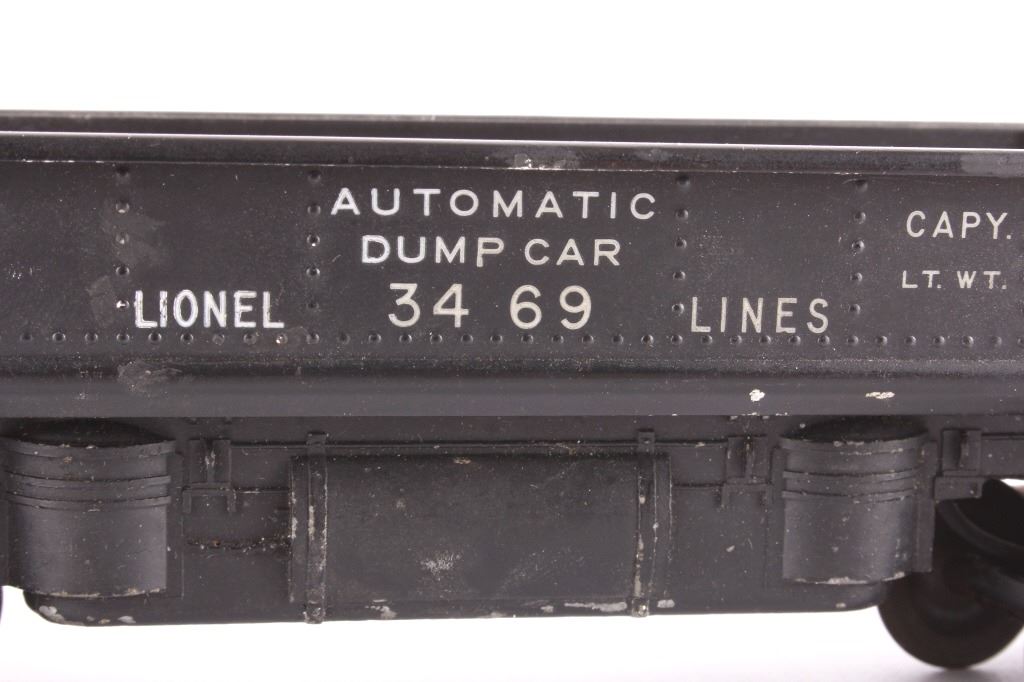 AUTOMATIC
DUMP CAR
LIONEL 34 69 LINES
CAPY.
LT. WT.